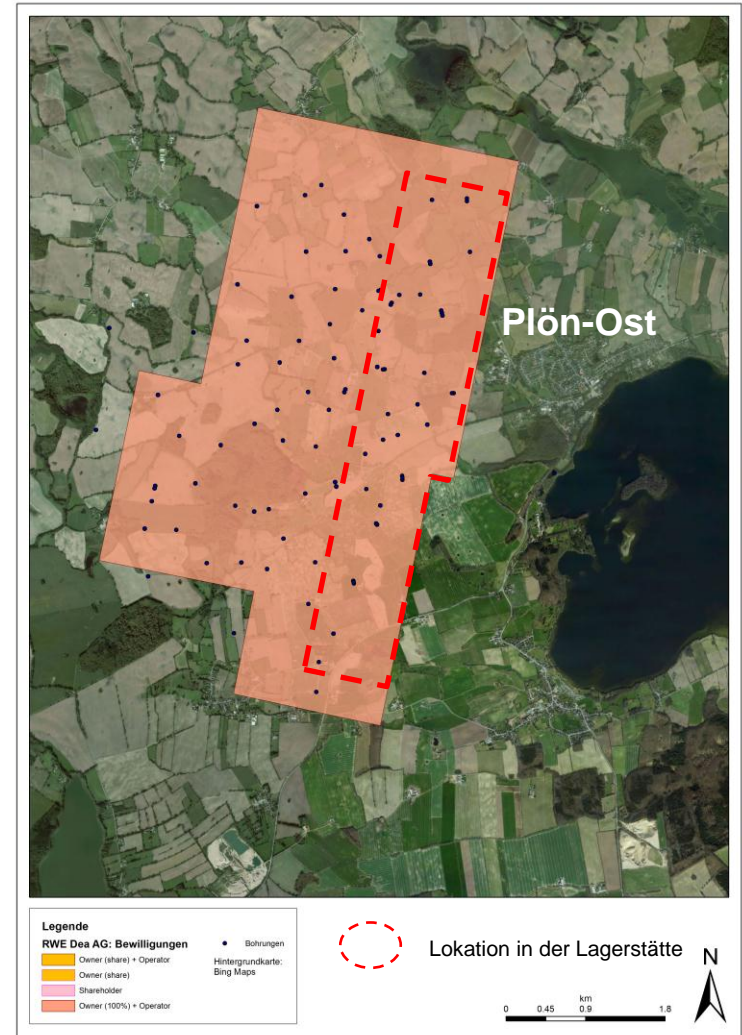 Plön-Ost
Legende
RWE Dea AG: Bewilligungen
Owner (share) + Operator
Owner (share)
Shareholder
Owner (100%) + Operator
Bohrungen
Hintergrundkarte:
Bing Maps
Lokation in der Lagerstätte
N
km
0 0.45 0.9 1.8